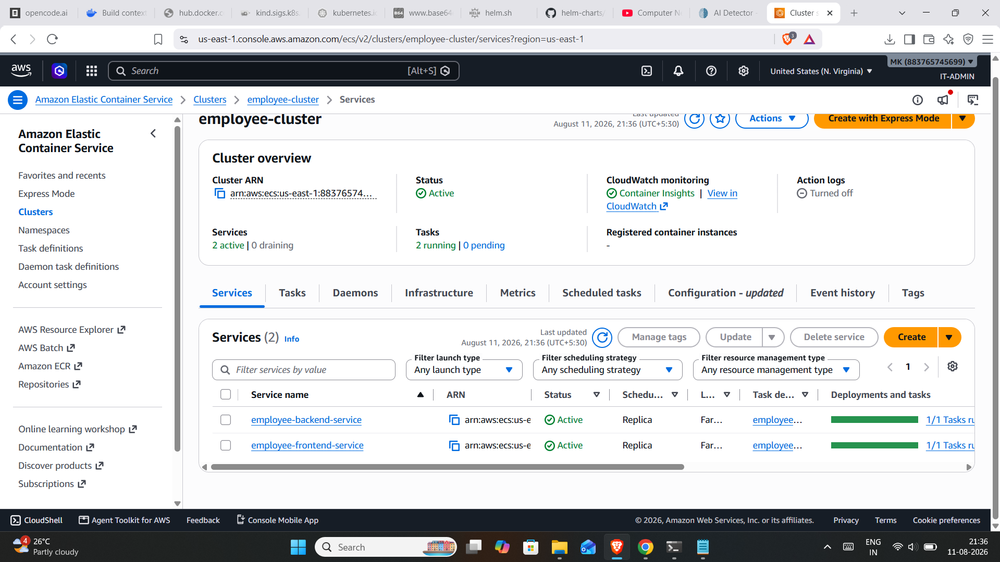 opencode.ai
Build context
hub.docker.c
kind.sigs.k8s.
kubernetes.io
www.base64
helm.sh
helm-charts/
Computer Ne
AI Detector -
Cluster s
us-east-1.console.aws.amazon.com/ecs/v2/clusters/employee-cluster/services?region=us-east-1
3
aws
Search
[Alt+S]
United States (N. Virginia)
MK (883765745699)
IT-ADMIN
Amazon Elastic Container Service
Clusters
employee-cluster
Services
Amazon Elastic
Container Service
Favorites and recents
Express Mode
Clusters
Namespaces
Task definitions
Daemon task definitions
Account settings
AWS Resource Explorer
AWS Batch
Amazon ECR
Repositories
Online learning workshop
Documentation
Discover products
Subscriptions
employee-cluster
Last updated
August 11, 2026, 21:36 (UTC+5:30)
Actions
Create with Express Mode
Cluster overview
Cluster ARN
arn:aws:ecs:us-east-1:88376574...
Status
Active
CloudWatch monitoring
Container Insights | View in
CloudWatch
Action logs
Turned off
Services
2 active | 0 draining
Tasks
2 running | 0 pending
Registered container instances
-
Services
Tasks
Daemons
Infrastructure
Metrics
Scheduled tasks
Configuration - updated
Event history
Tags
Services (2) Info
Last updated
August 11, 2026, 21:36 (UTC+5:30)
Manage tags
Update
Delete service
Create
Filter services by value
Filter launch type
Any launch type
Filter scheduling strategy
Any scheduling strategy
Filter resource management type
Any resource management type
1
Service name
ARN
Status
Schedu...
L...
Task de...
Deployments and tasks
employee-backend-service
arn:aws:ecs:us-e
Active
Replica
Far...
employee...
1/1 Tasks ru
employee-frontend-service
arn:aws:ecs:us-e
Active
Replica
Far...
employee...
1/1 Tasks ru
CloudShell
Agent Toolkit for AWS
Feedback
Console Mobile App
© 2026, Amazon Web Services, Inc. or its affiliates.
Privacy
Terms
Cookie preferences
4
26°C
Partly cloudy
Search
ENG
IN
21:36
11-08-2026